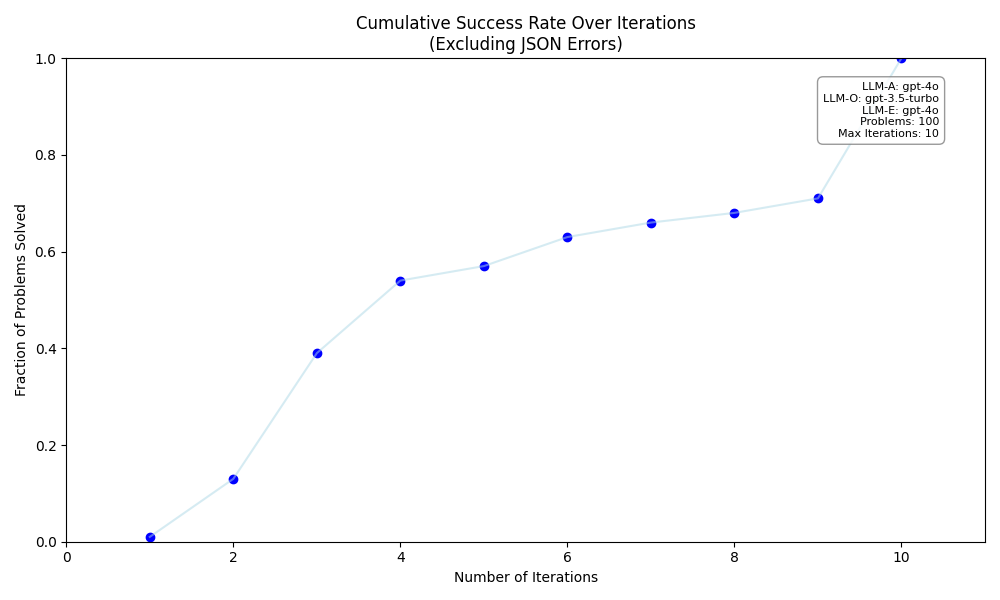 Cumulative Success Rate Over Iterations
(Excluding JSON Errors)
1.0
0.8
0.6
0.4
0.2
0.0
Fraction of Problems Solved
LLM-A: gpt-4o
LLM-O: gpt-3.5-turbo
LLM-E: gpt-4o
Problems: 100
Max Iterations: 10
0 2 4 6 8 10
Number of Iterations